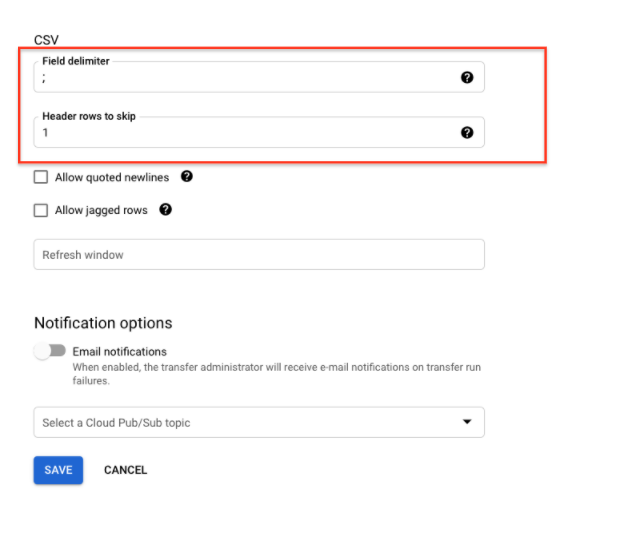 CSV
Field delimiter
;
Header rows to skip
1
Allow quoted newlines
Allow jagged rows
Refresh window
Notification options
Email notifications
When enabled, the transfer administrator will receive e-mail notifications on transfer run
failures.
Select a Cloud Pub/Sub topic
SAVE CANCEL